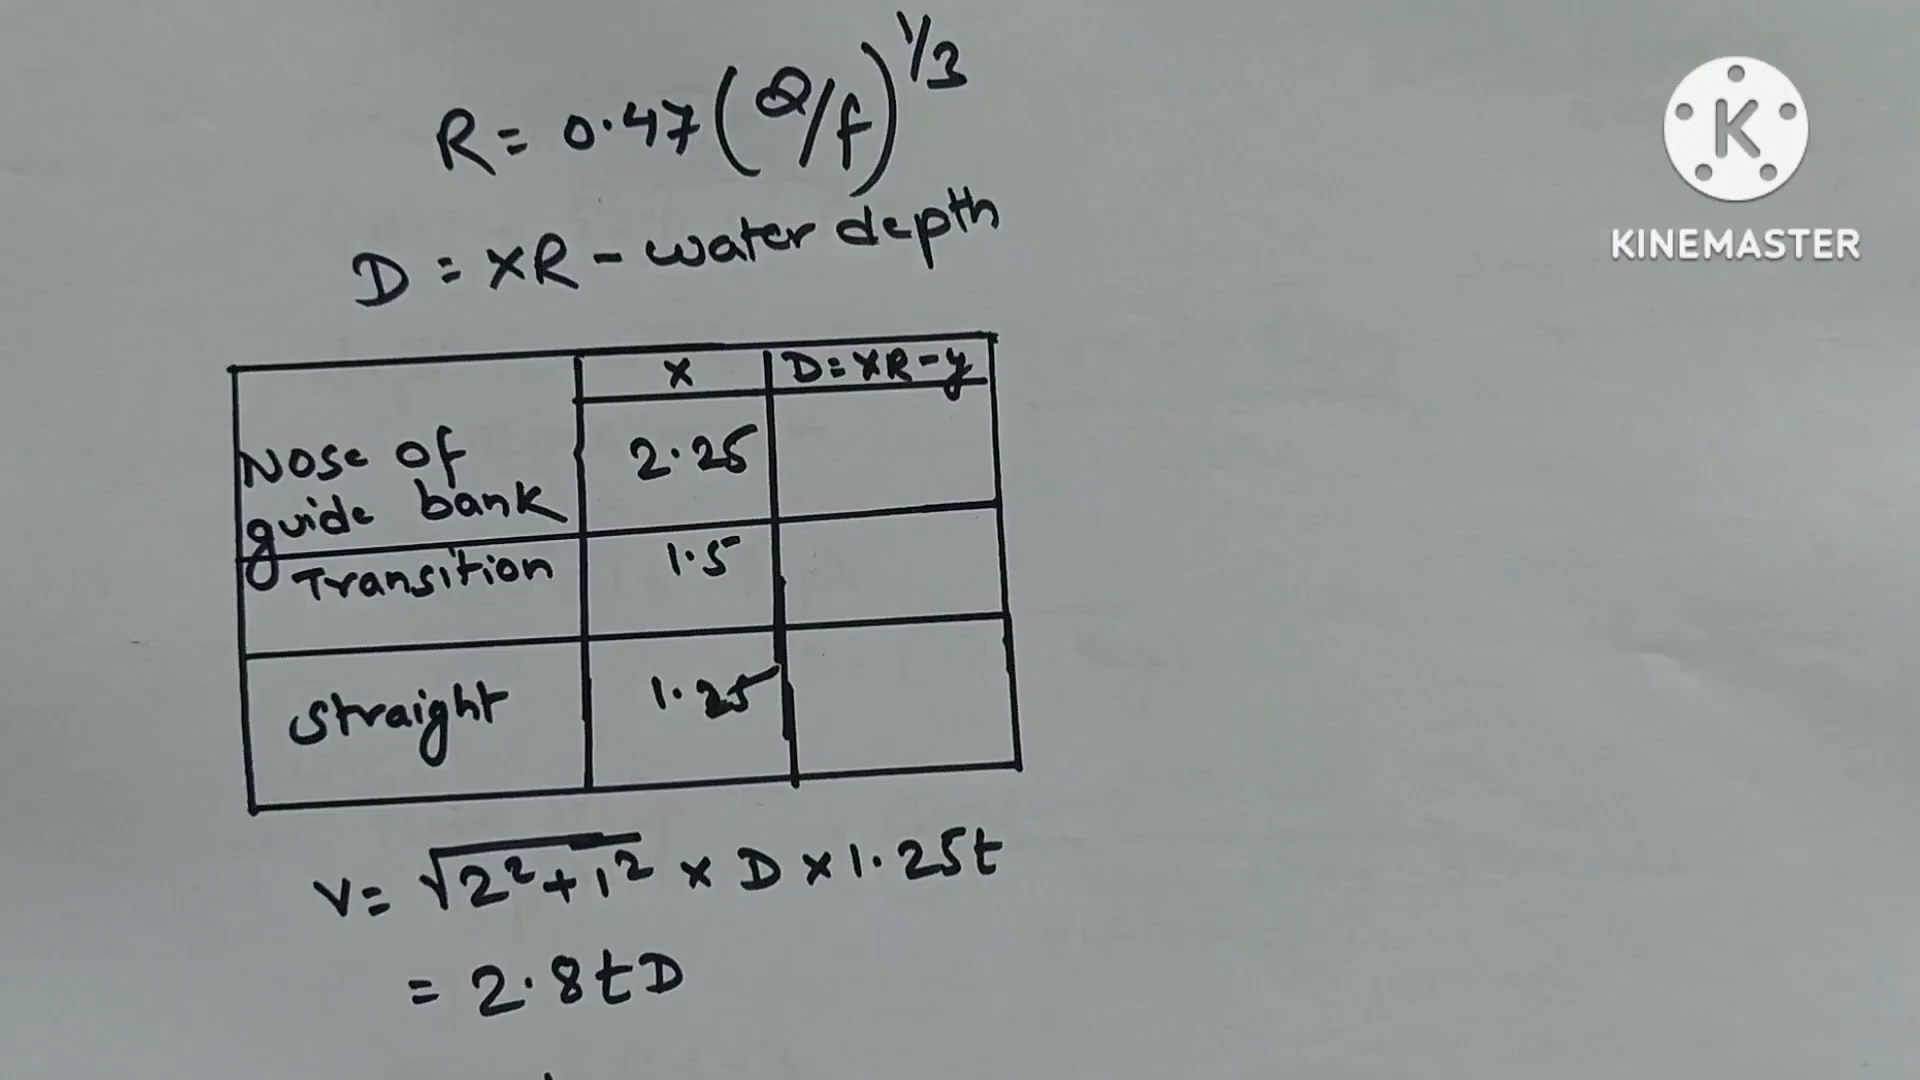 R = 0.47 (Q/f)^1/3
D = XR - water depth
X D = XR - y
Nose of guide bank 2.25
Transition 1.5
Straight 1.25
V = √2²+1² × D × 1.25t
= 2.8tD
K
KINEMASTER